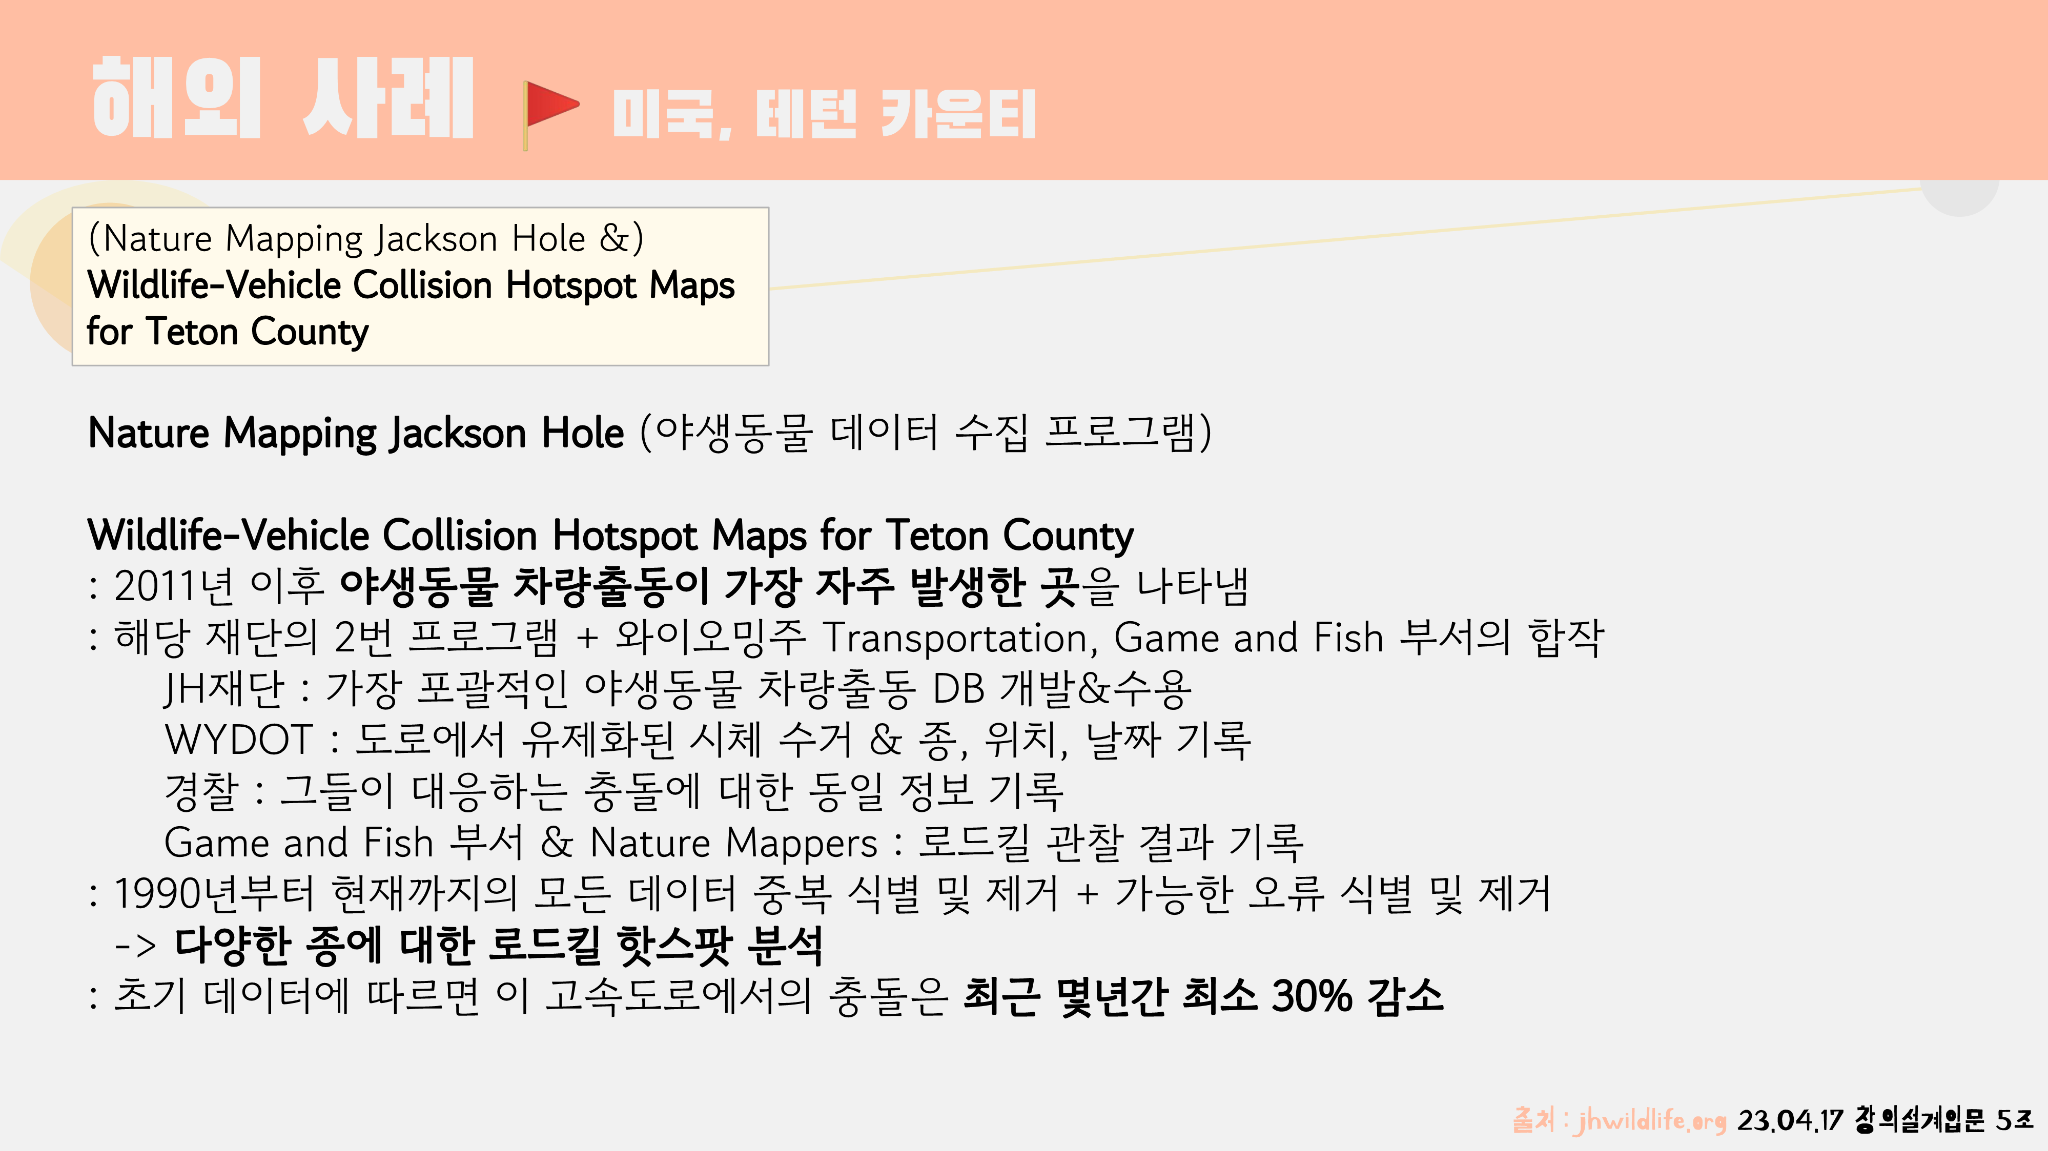 해외 사례 미국, 테턴 카운티
(Nature Mapping Jackson Hole &)
Wildlife-Vehicle Collision Hotspot Maps
for Teton County
Nature Mapping Jackson Hole (야생동물 데이터 수집 프로그램)
Wildlife-Vehicle Collision Hotspot Maps for Teton County
: 2011년 이후 야생동물 차량출동이 가장 자주 발생한 곳을 나타냄
: 해당 재단의 2번 프로그램 + 와이오밍주 Transportation, Game and Fish 부서의 합작
JH재단 : 가장 포괄적인 야생동물 차량출동 DB 개발&수용
WYDOT : 도로에서 유제화된 시체 수거 & 종, 위치, 날짜 기록
경찰 : 그들이 대응하는 충돌에 대한 동일 정보 기록
Game and Fish 부서 & Nature Mappers : 로드킬 관찰 결과 기록
: 1990년부터 현재까지의 모든 데이터 중복 식별 및 제거 + 가능한 오류 식별 및 제거
-> 다양한 종에 대한 로드킬 핫스팟 분석
: 초기 데이터에 따르면 이 고속도로에서의 충돌은 최근 몇년간 최소 30% 감소
출처 : jhwildlife.org 23.04.17 창의설계입문 5조